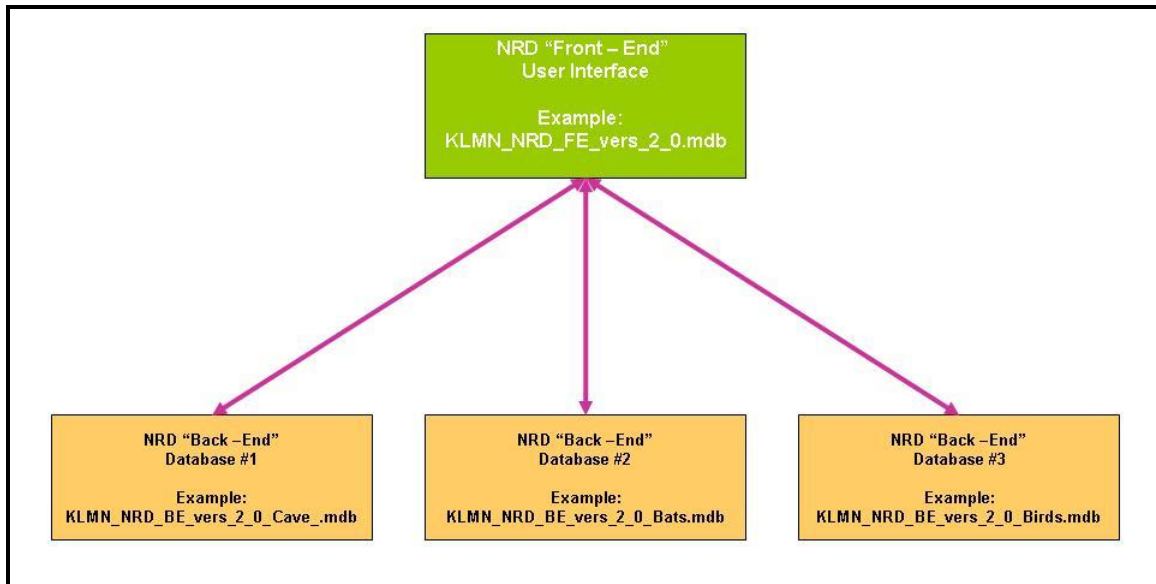 NRD “Front – End”
User Interface
Example:
KLMN_NRD_FE_vers_2_0.mdb
NRD “Back –End”
Database #1
Example:
KLMN_NRD_BE_vers_2_0_Cave_.mdb
NRD “Back –End”
Database #2
Example:
KLMN_NRD_BE_vers_2_0_Bats.mdb
NRD “Back –End”
Database #3
Example:
KLMN_NRD_BE_vers_2_0_Birds.mdb